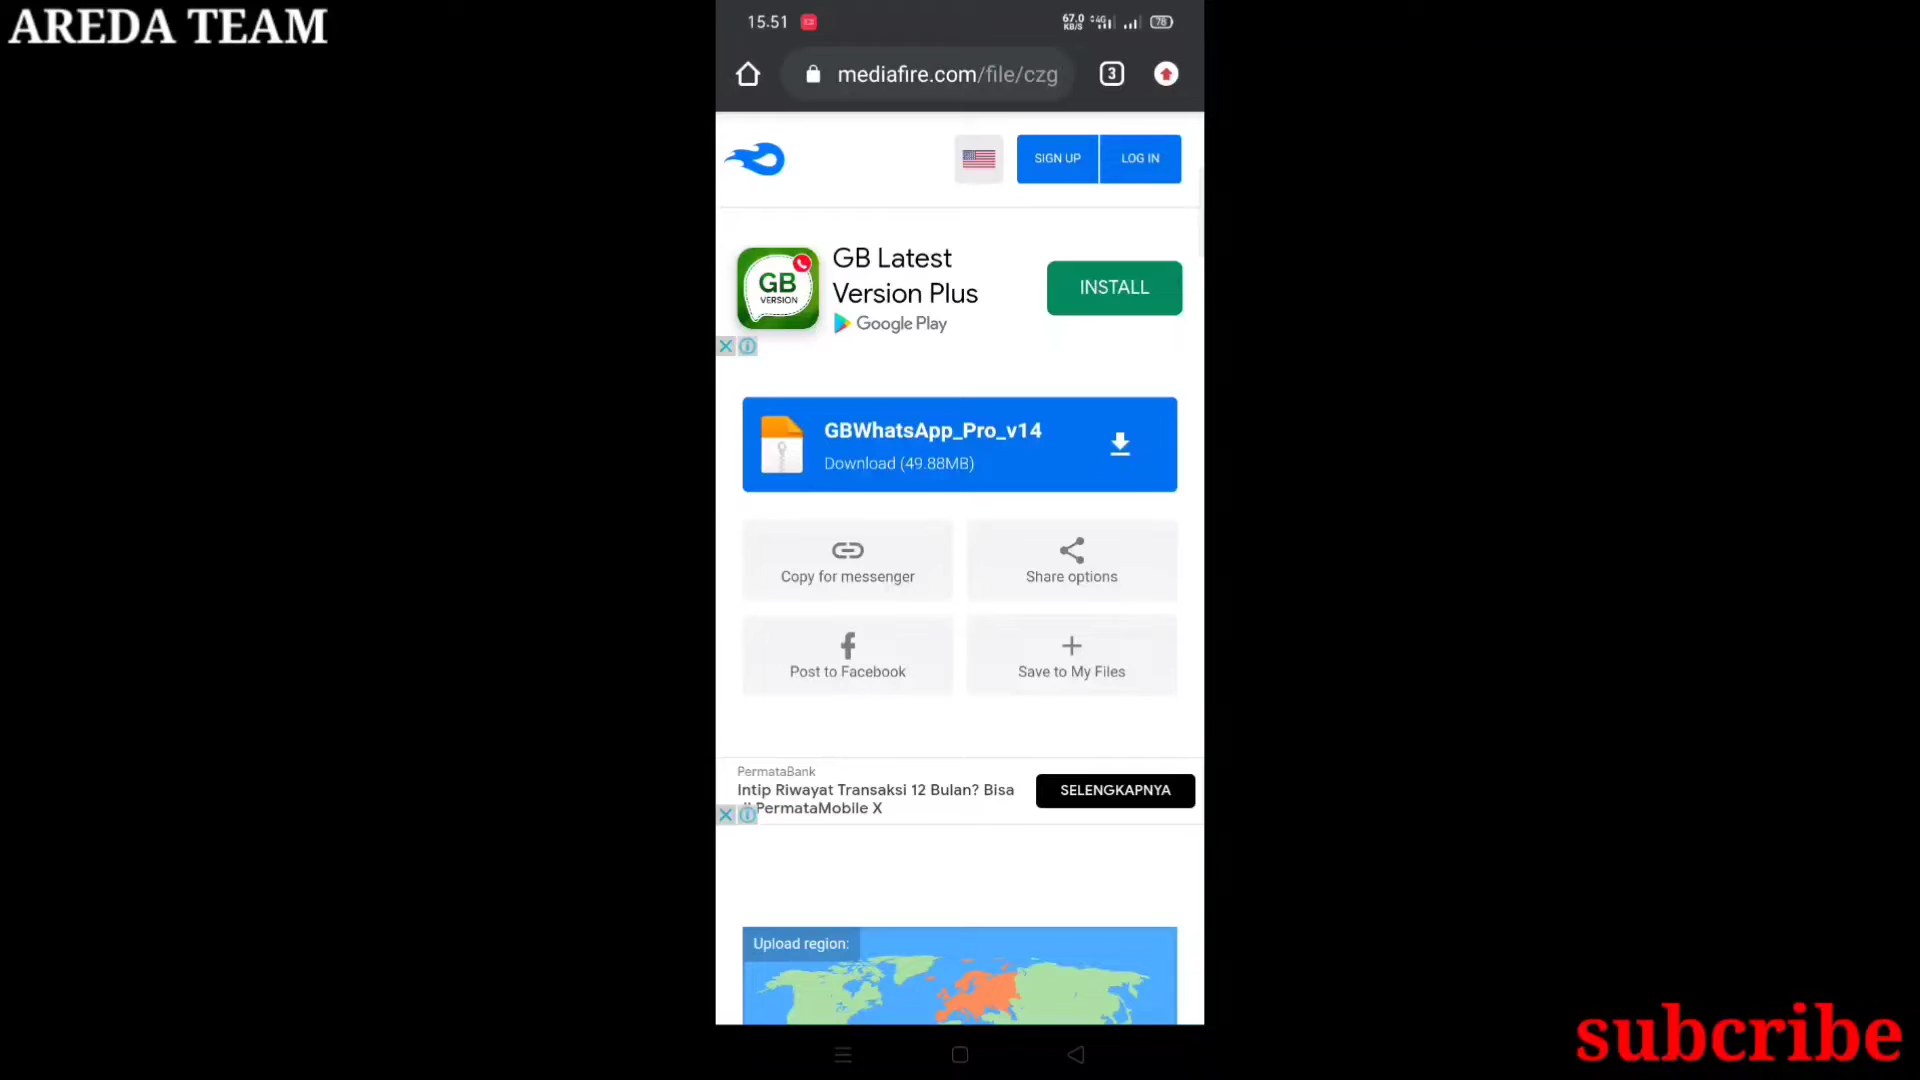 AREDA TEAM
15.51
67.0
KB/S
4G
78
mediafire.com/file/czg
3
SIGN UP
LOG IN
GB Latest
Version Plus
GB
VERSION
Google Play
INSTALL
GBWhatsApp_Pro_v14
Download (49.88MB)
Copy for messenger
Share options
Post to Facebook
Save to My Files
PermataBank
Intip Riwayat Transaksi 12 Bulan? Bisa
PermataMobile X
SELENGKAPNYA
Upload region:
subcribe